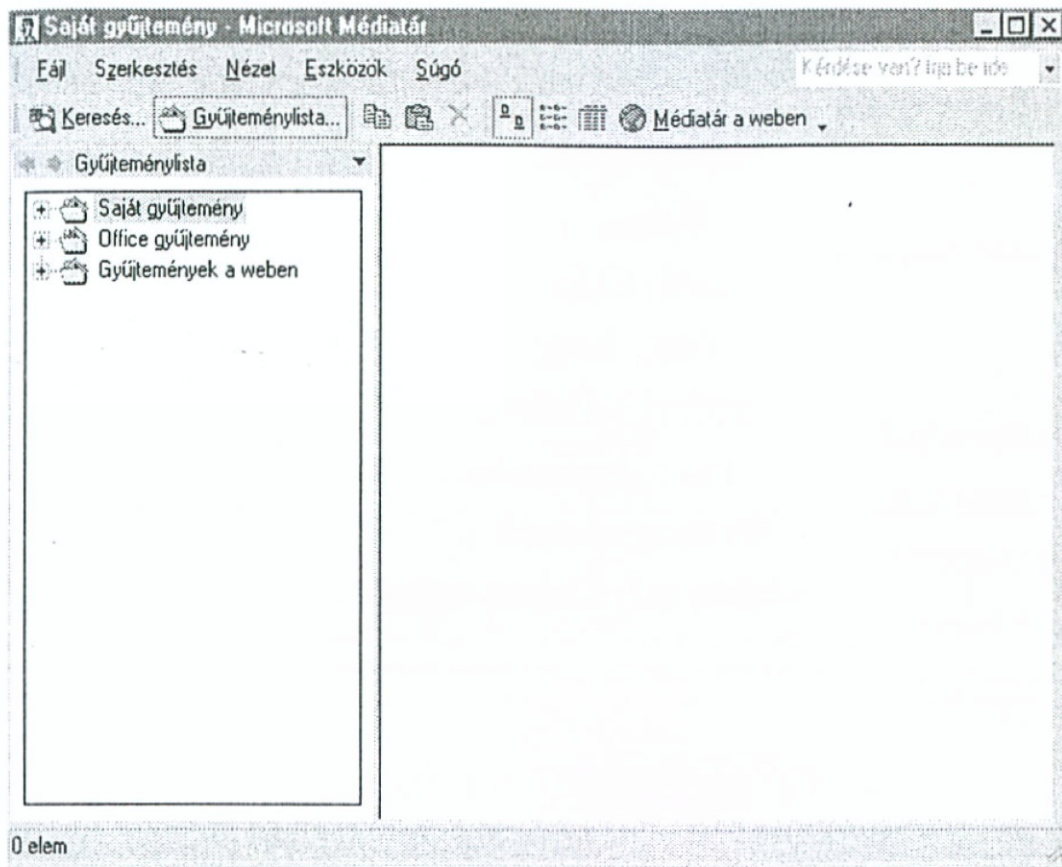 Saját gyűjtemény - Microsoft Médiatár
Fájl Szerkesztés Nézet Eszközök Súgó Kérdése van? Írja be ide
Keresés... Gyűjteménylista... Médiatár a weben
Gyűjteménylista
Saját gyűjtemény
Office gyűjtemény
Gyűjtemények a weben
0 elem